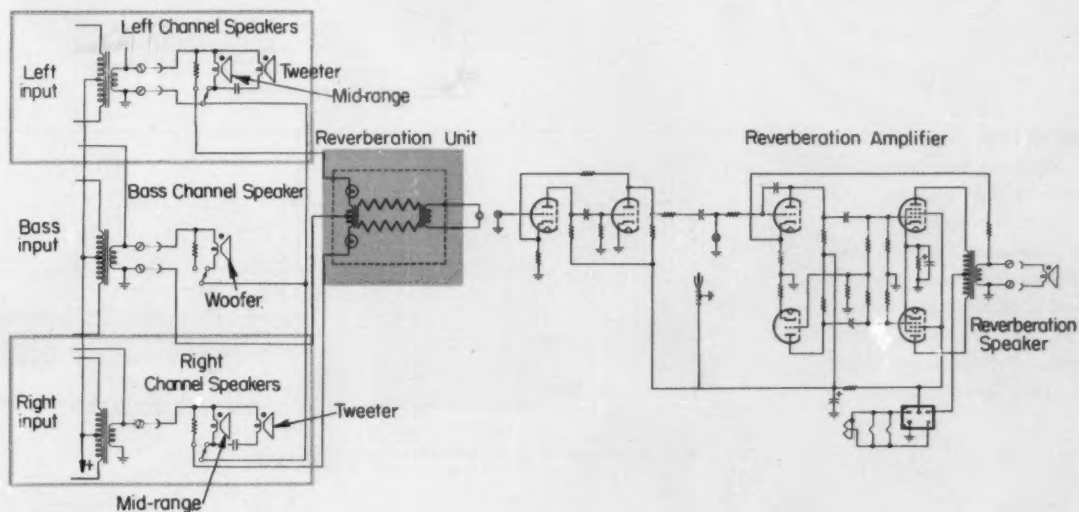 Left Channel Speakers
Left
input
Tweeter
Mid-range
Reverberation Unit
Reverberation Amplifier
Bass Channel Speaker
Bass
input
Woofer
Reverberation
Speaker
Right
Channel Speakers
Right
input
Tweeter
+
Mid-range
+
+